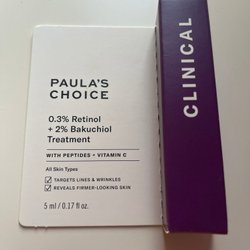 PAULA'S
CHOICE
0.3% Retinol
+ 2% Bakuchiol
Treatment
WITH PEPTIDES + VITAMIN C
All Skin Types
TARGETS LINES & WRINKLES
REVEALS FIRMER-LOOKING SKIN
5 ml / 0.17 fl. oz.
CLINICAL